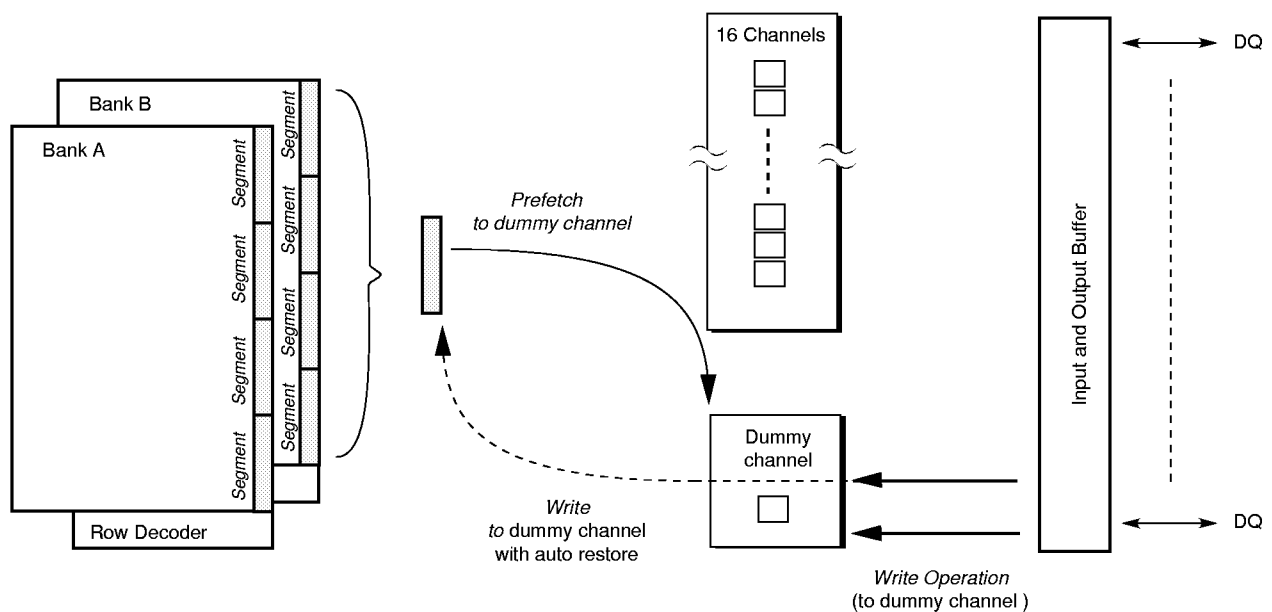 16 Channels
DQ
Bank B
Segment
Segment
Segment
Segment
Bank A
Segment
Segment
Segment
Segment
Prefetch
to dummy channel
Input and Output Buffer
Dummy
channel
Row Decoder
Write
to dummy channel
with auto restore
DQ
Write Operation
(to dummy channel )